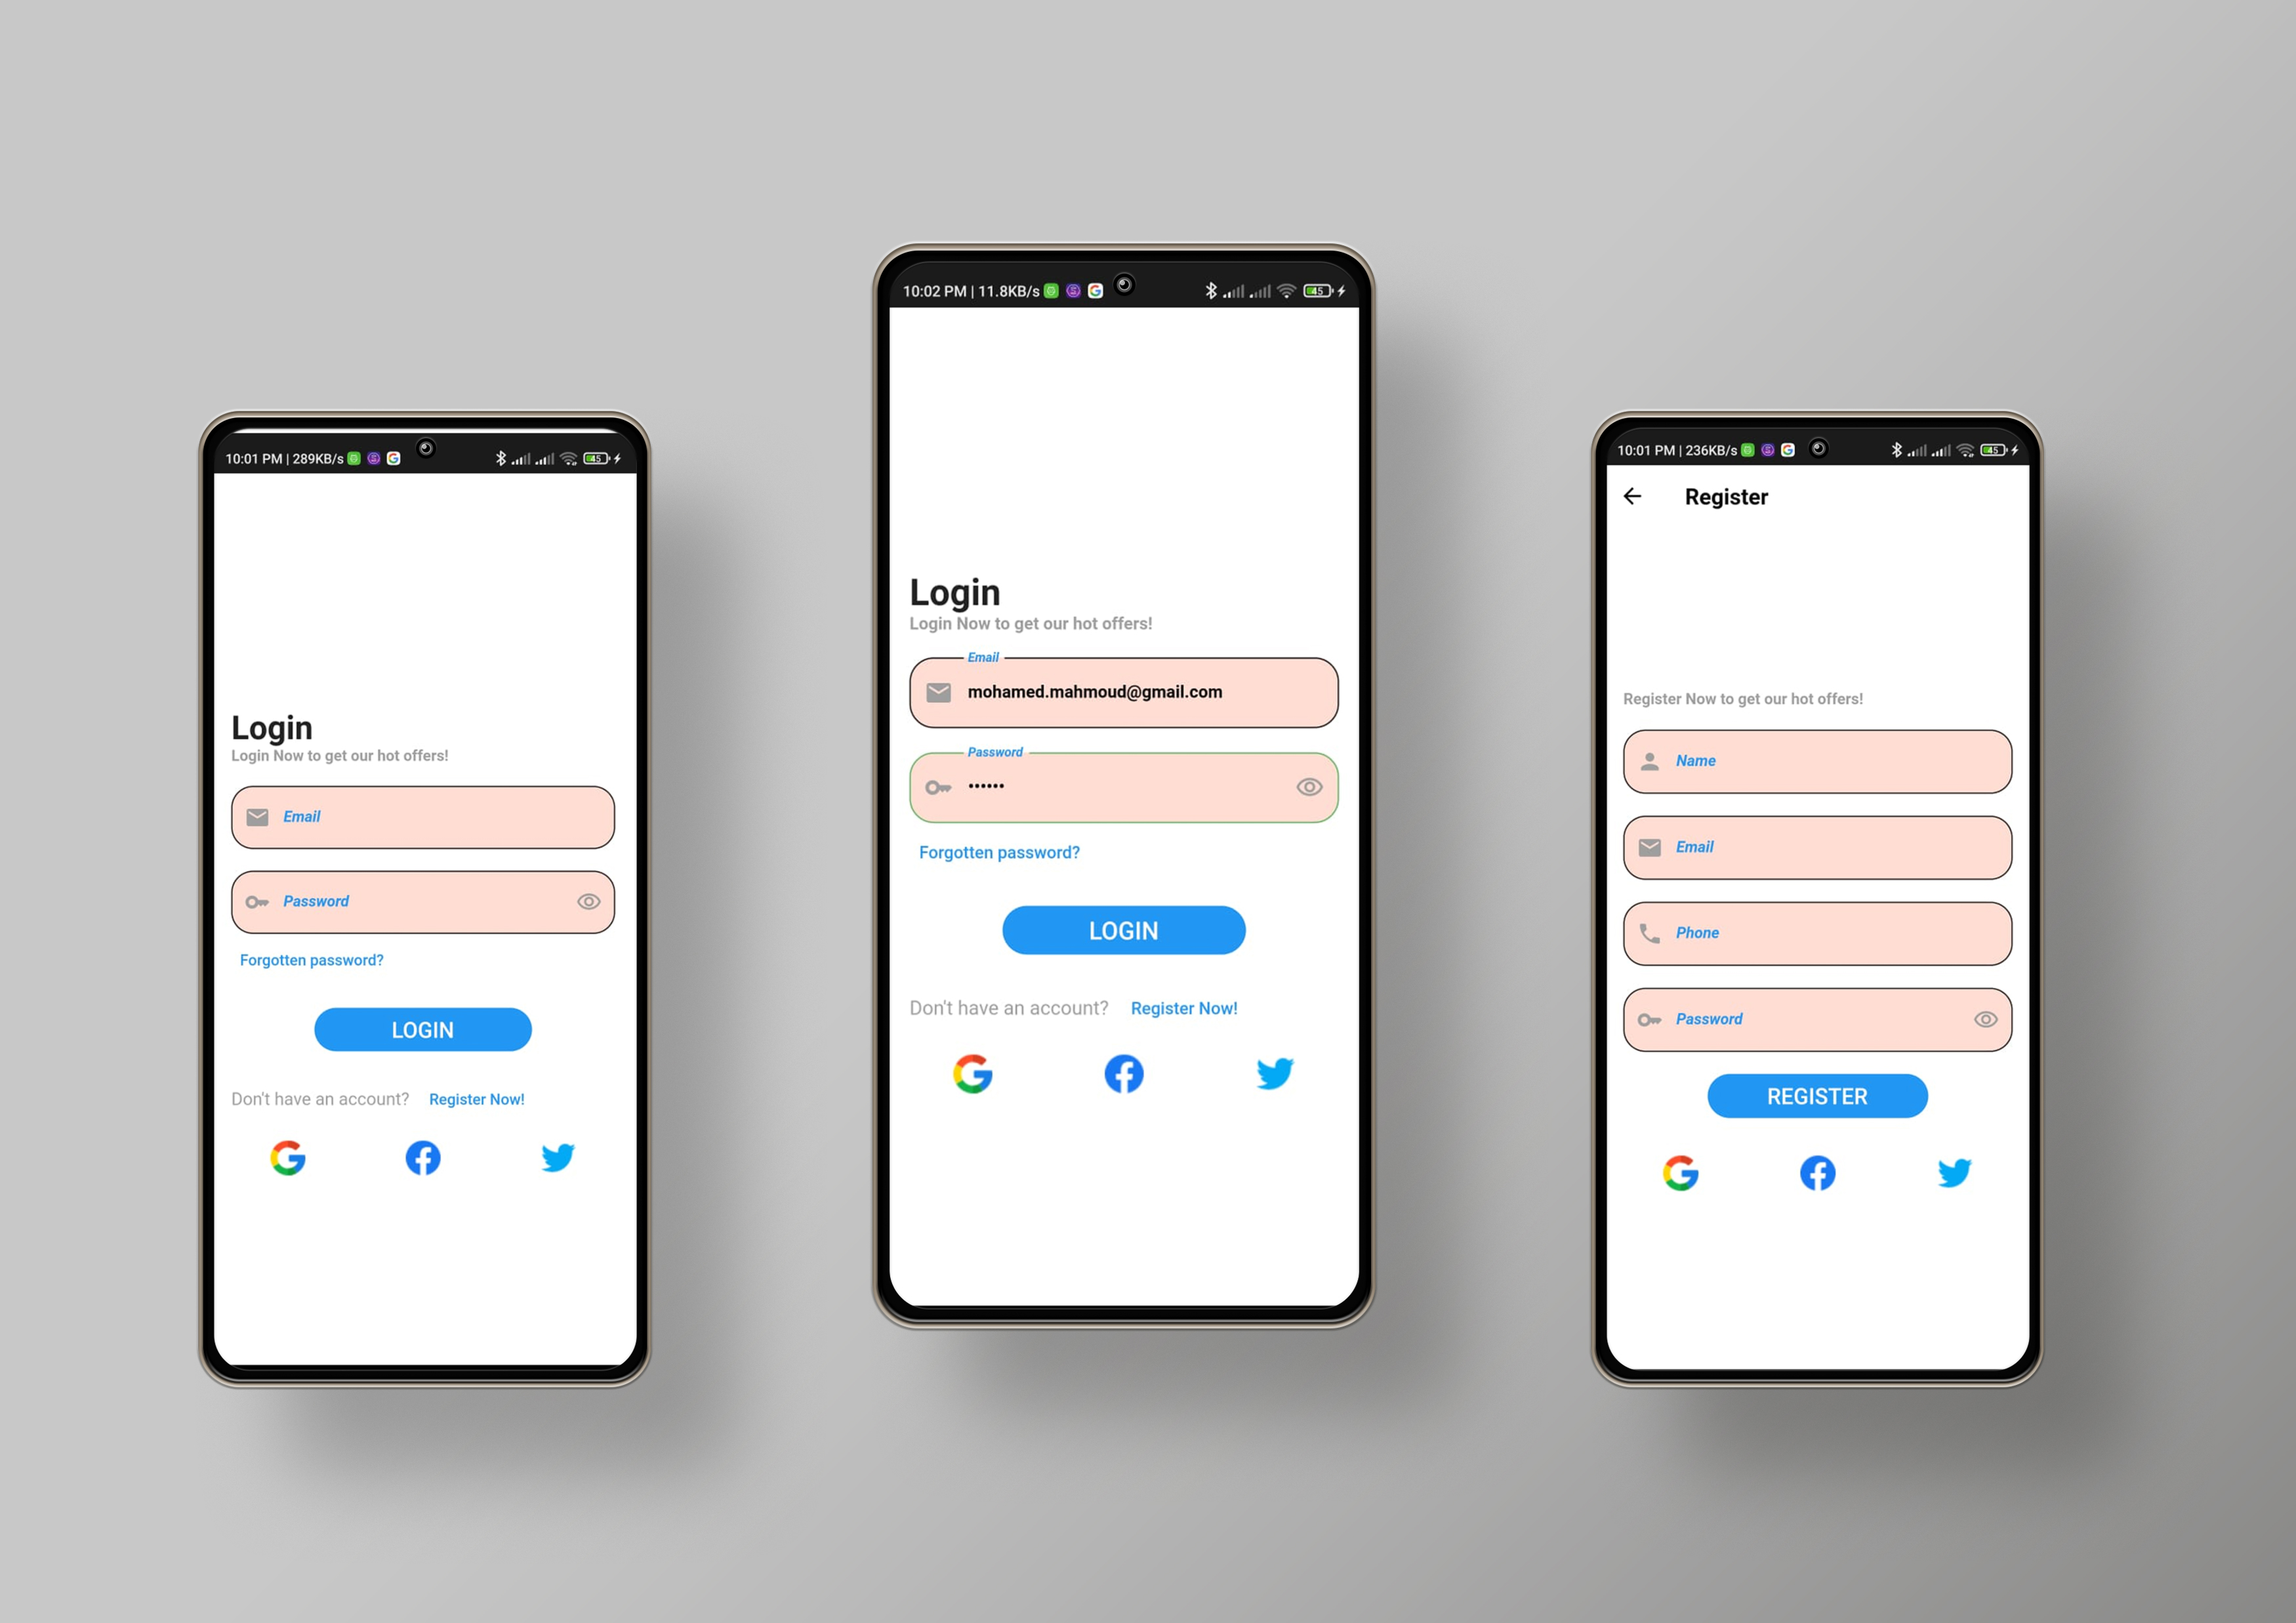 10:01 PM | 289KB/s
45
Login
Login Now to get our hot offers!
Email
Password
Forgotten password?
LOGIN
Don't have an account? Register Now!
10:02 PM | 11.8KB/s
45
Login
Login Now to get our hot offers!
Email
mohamed.mahmoud@gmail.com
Password
••••••
Forgotten password?
LOGIN
Don't have an account? Register Now!
10:01 PM | 236KB/s
45
Register
Register Now to get our hot offers!
Name
Email
Phone
Password
REGISTER